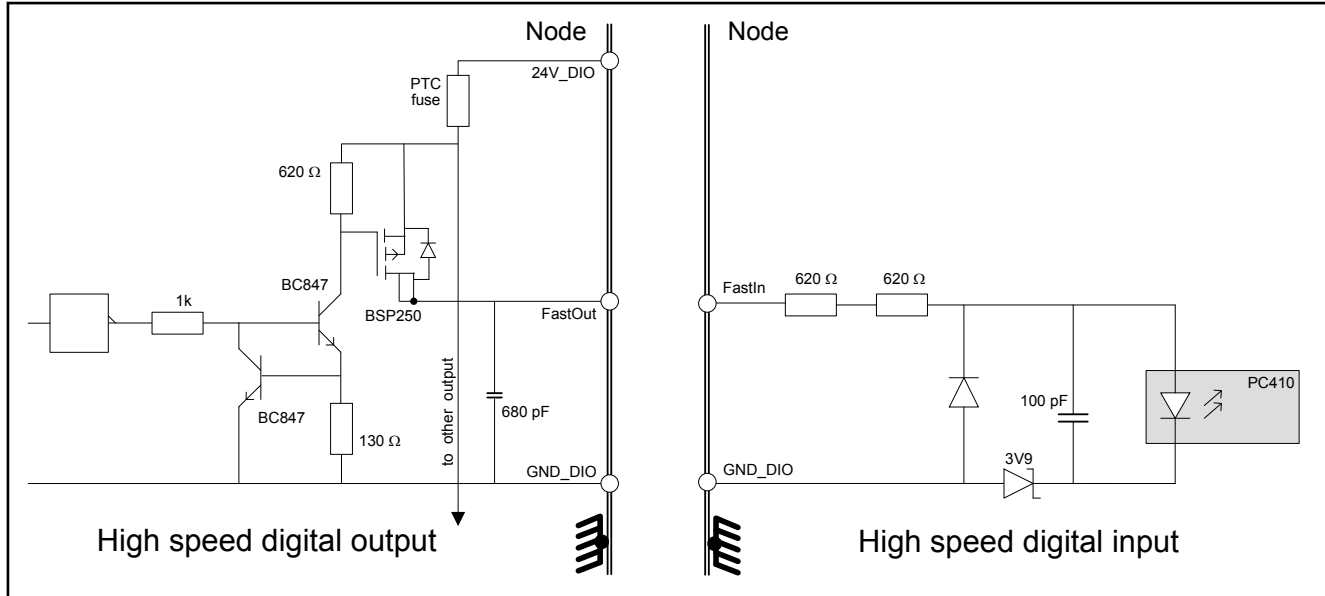 Node
24V_DIO
PTC
fuse
620 Ω
BC847
1k
BSP250
FastOut
BC847
130 Ω
680 pF
to other output
GND_DIO
High speed digital output
Node
FastIn
620 Ω
620 Ω
PC410
100 pF
3V9
GND_DIO
High speed digital input